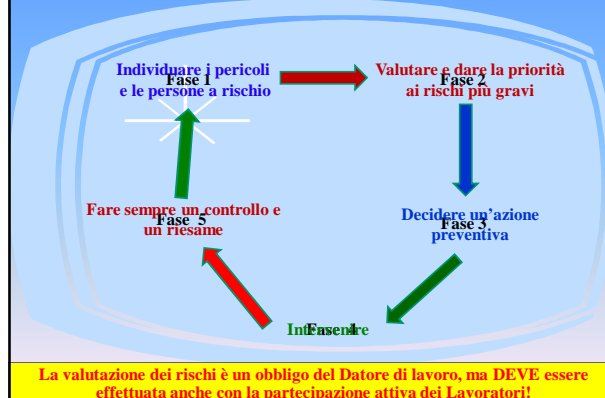 Individuare i pericoli
e le persone a rischio
Fase 1
Valutare e dare la priorità
ai rischi più gravi
Fase 2
Decidere un'azione
preventiva
Fase 3
Intervenire
Fase 4
Fare sempre un controllo e
un riesame
Fase 5
La valutazione dei rischi è un obbligo del Datore di lavoro, ma DEVE essere
effettuata anche con la partecipazione attiva dei Lavoratori!